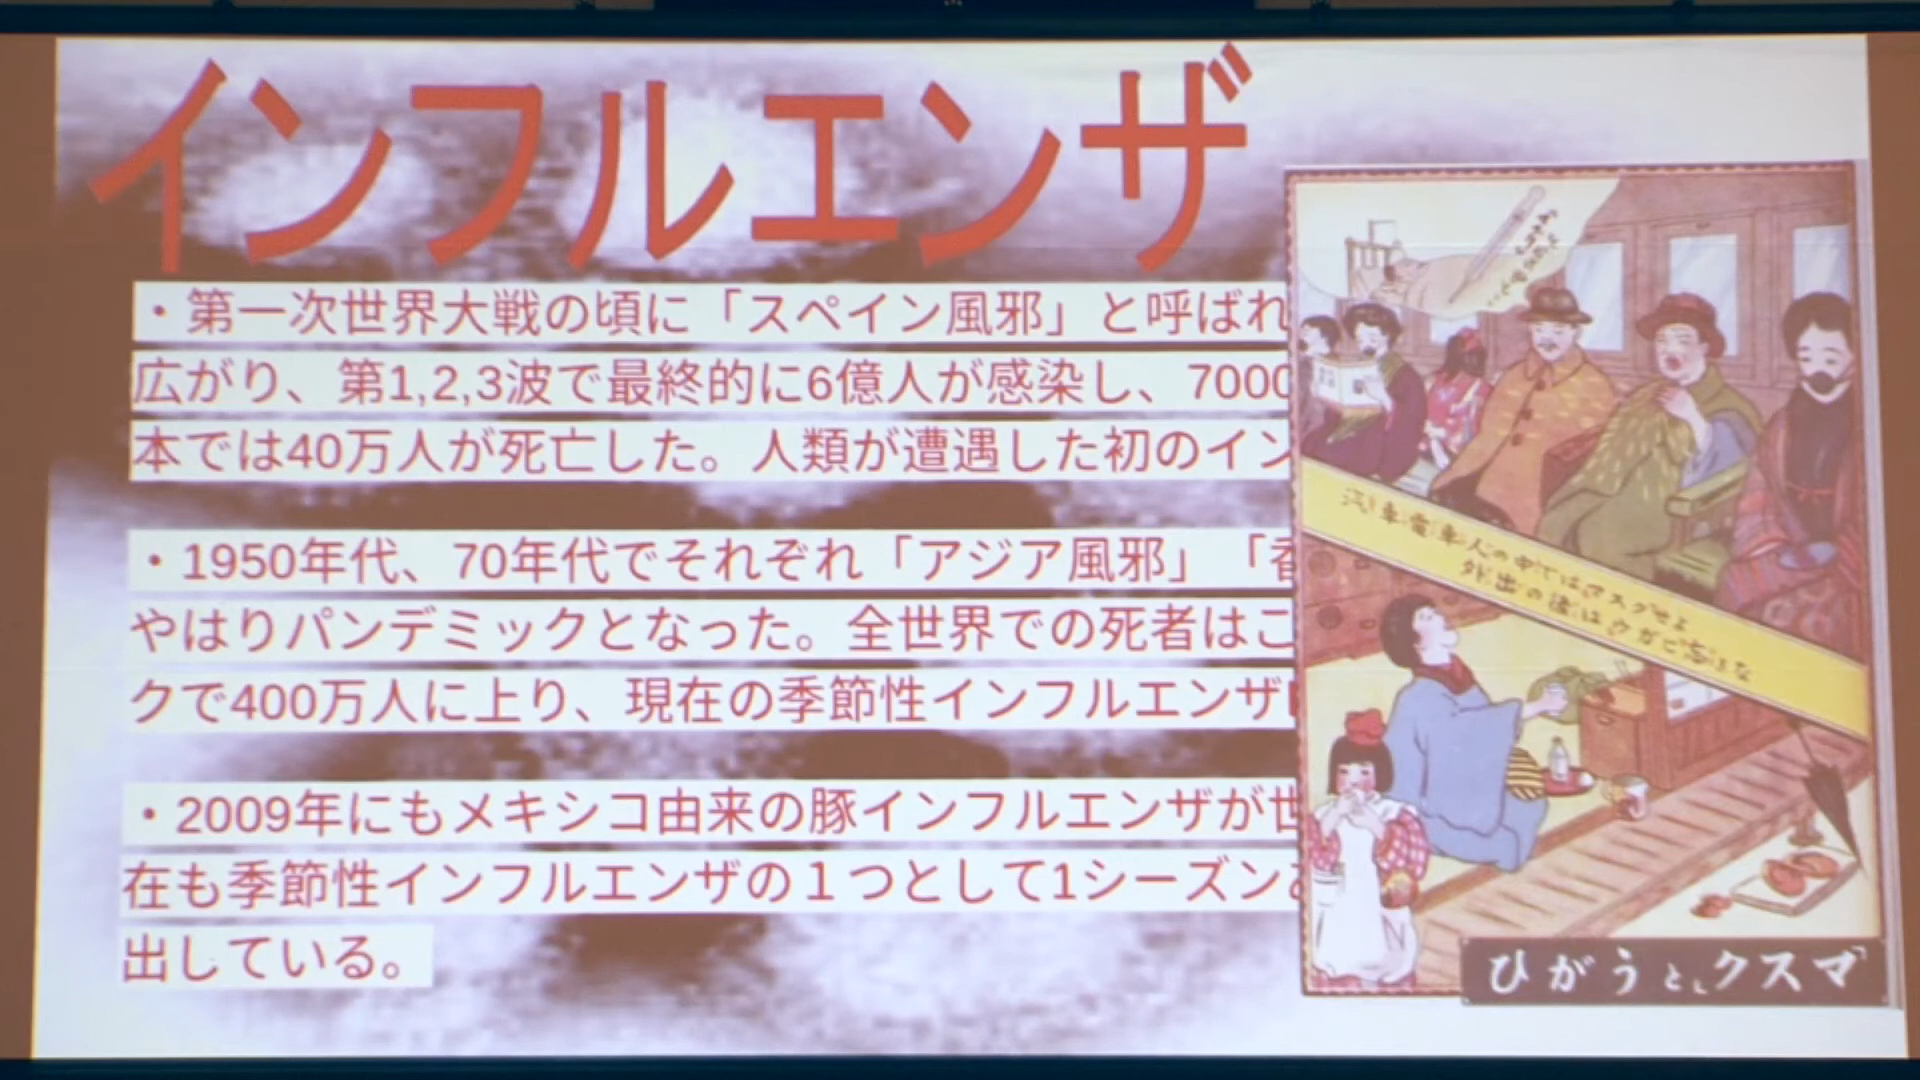 インフルエンザ
・第一次世界大戦の頃に「スペイン風邪」と呼ばれ
広がり、第1,2,3波で最終的に6億人が感染し、7000
本では40万人が死亡した。人類が遭遇した初のイン
・1950年代、70年代でそれぞれ「アジア風邪」「香
やはりパンデミックとなった。全世界での死者はこ
クで400万人に上り、現在の季節性インフルエンザ
・2009年にもメキシコ由来の豚インフルエンザが世
在も季節性インフルエンザの１つとして1シーズン
出している。
汽車電車人の中ではマスクせよ
外出の後はウガヒ忘るな
「マスク」とうがひ